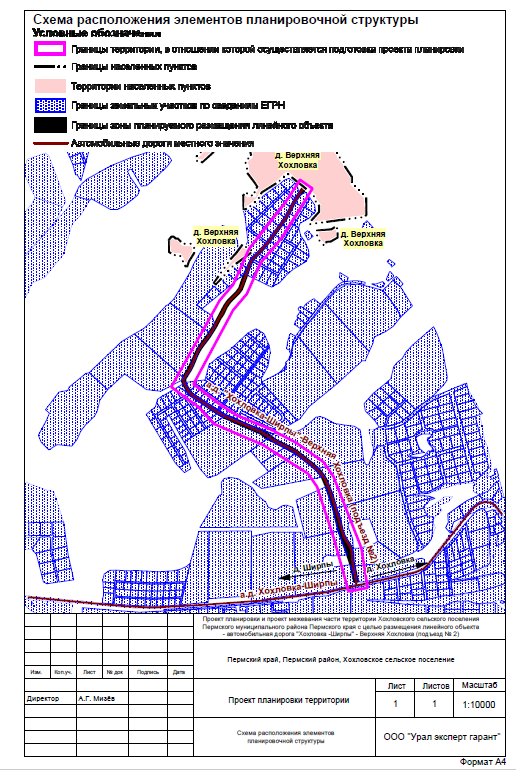 Схема расположения элементов планировочной структуры
Условные обозначения
Границы территории, в отношении которой осуществляется подготовка проекта планировки
Границы населенных пунктов
Территории населенных пунктов
Границы земельных участков по сведениям ЕГРН
Границы зоны планируемого размещения линейного объекта
Автомобильные дороги местного значения
д. Верхняя
Хохловка
д. Верхняя
Хохловка
д. Верхняя
Хохловка
а.д. "Хохловка-Ширпы" - Верхняя Хохловка (подъезд №2)
д. Ширпы
д. Хохловка
а.д. Хохловка-Ширпы
Проект планировки и проект межевания части территории Хохловского сельского поселения
Пермского муниципального района Пермского края с целью размещения линейного объекта
- автомобильная дорога "Хохловка -Ширпы" - Верхняя Хохловка (подъезд № 2)
Пермский край, Пермский район, Хохловское сельское поселение
Изм. Кол.уч. Лист № док Подпись Дата
Директор А.Г. Мизёв
Проект планировки территории
Лист Листов Масштаб
1 1 1:10000
Схема расположения элементов
планировочной структуры
ООО "Урал эксперт гарант"
Формат А4